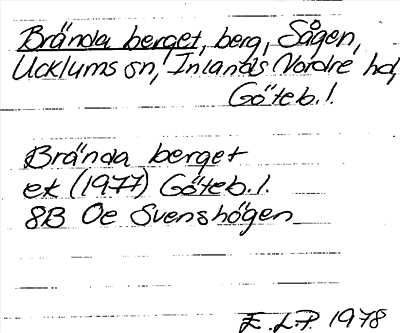 Brända berget, berg, Sågen,
Ucklums sn, Inlands Nordre hd,
Göteb. l.
Brända berget
ek (1977) Göteb. l.
8B Oe Svenshögen
E. L. P. 1978